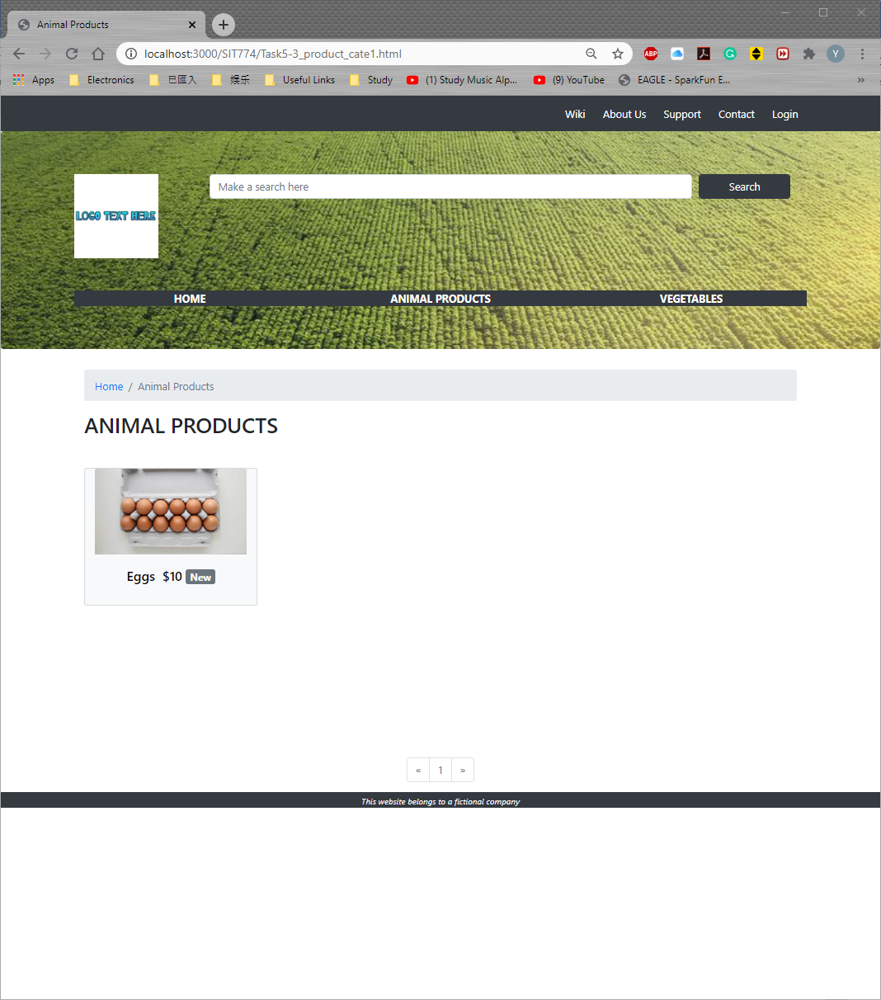 Animal Products
localhost:3000/SIT774/Task5-3_product_cate1.html
ABP
G
Y
Apps Electronics 已匯入 娱乐 Useful Links Study (1) Study Music Alp... (9) YouTube EAGLE - SparkFun E... »
Wiki About Us Support Contact Login
LOGO TEXT HERE
Make a search here Search
HOME ANIMAL PRODUCTS VEGETABLES
Home / Animal Products
ANIMAL PRODUCTS
Eggs $10 New
« 1 »
This website belongs to a fictional company